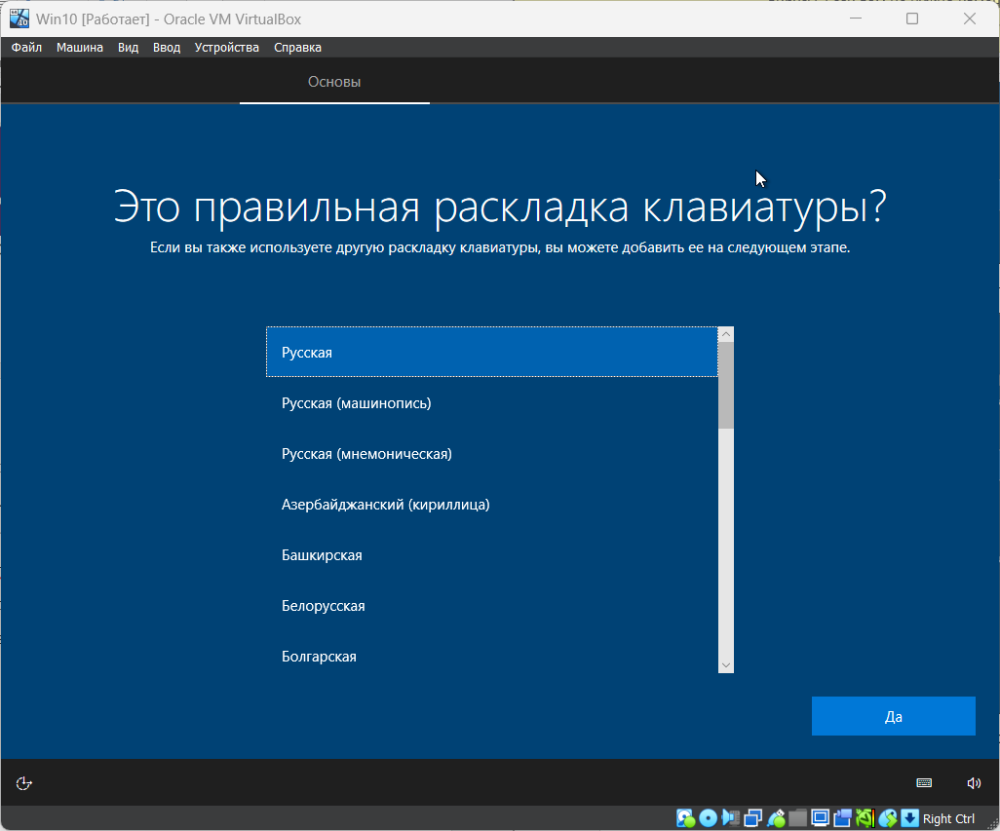 Win10 [Работает] - Oracle VM VirtualBox
Файл Машина Вид Ввод Устройства Справка
Основы
Это правильная раскладка клавиатуры?
Если вы также используете другую раскладку клавиатуры, вы можете добавить ее на следующем этапе.
Русская
Русская (машинопись)
Русская (мнемоническая)
Азербайджанский (кириллица)
Башкирская
Белорусская
Болгарская
Да
Right Ctrl